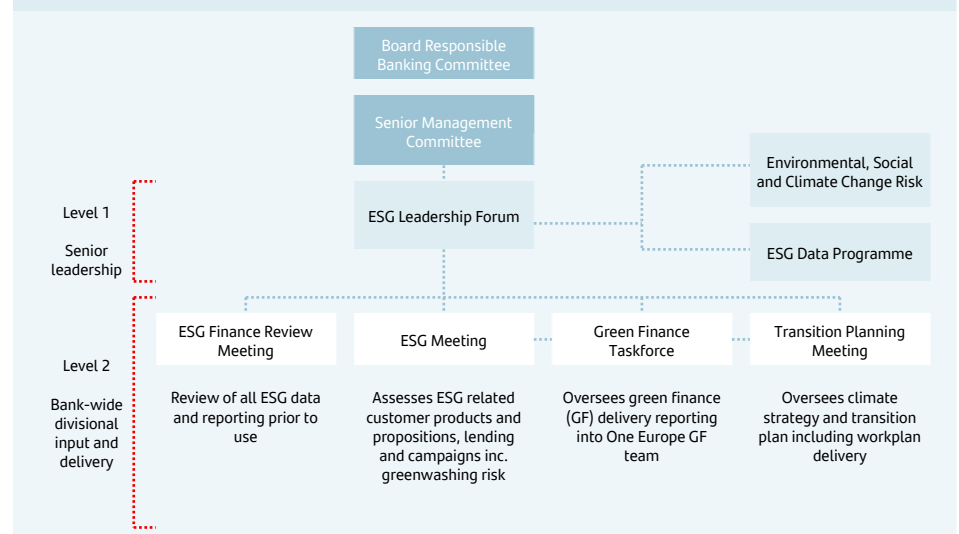 Board Responsible
Banking Committee
Senior Management
Committee
Environmental, Social
and Climate Change Risk
Level 1
Senior
leadership
ESG Leadership Forum
ESG Data Programme
Level 2
Bank-wide
divisional
input and
delivery
ESG Finance Review
Meeting
Review of all ESG data
and reporting prior to
use
ESG Meeting
Assesses ESG related
customer products and
propositions, lending
and campaigns inc.
greenwashing risk
Green Finance
Taskforce
Oversees green finance
(GF) delivery reporting
into One Europe GF
team
Transition Planning
Meeting
Oversees climate
strategy and transition
plan including workplan
delivery